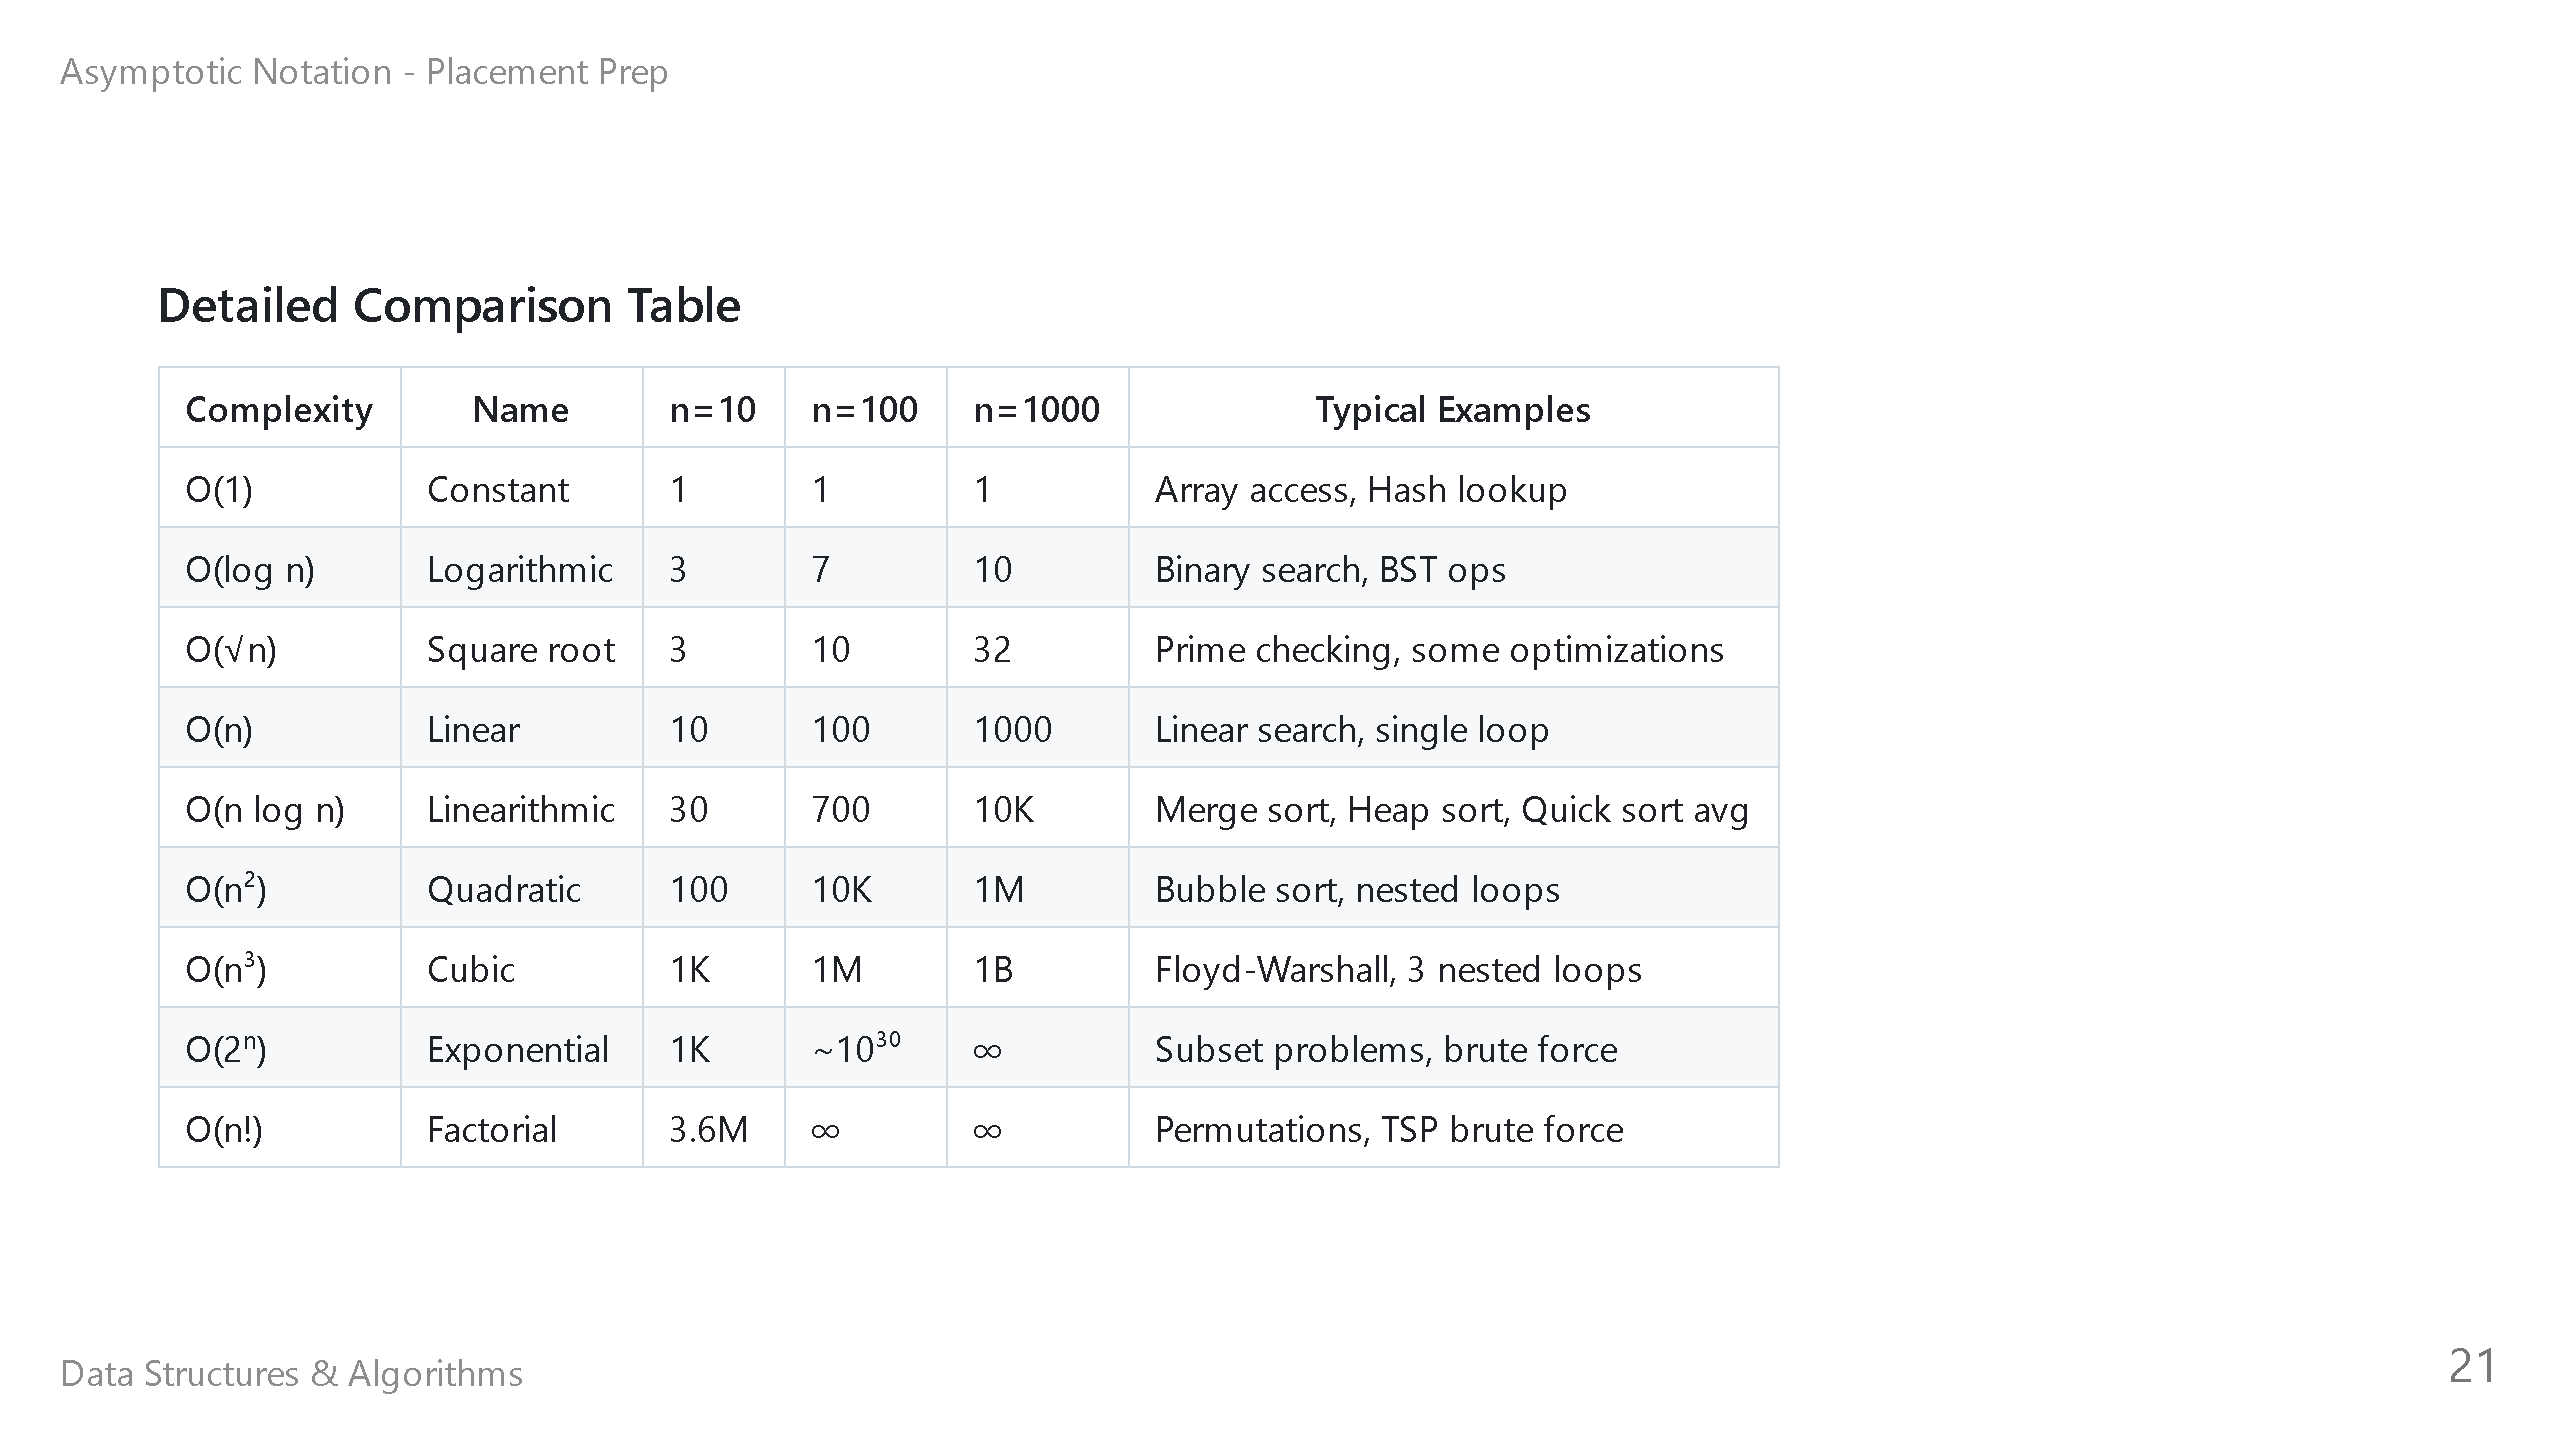 Asymptotic Notation - Placement Prep
Detailed Comparison Table
Complexity Name n=10 n=100 n=1000 Typical Examples
O(1) Constant 1 1 1 Array access, Hash lookup
O(log n) Logarithmic 3 7 10 Binary search, BST ops
O(√n) Square root 3 10 32 Prime checking, some optimizations
O(n) Linear 10 100 1000 Linear search, single loop
O(n log n) Linearithmic 30 700 10K Merge sort, Heap sort, Quick sort avg
O(n²) Quadratic 100 10K 1M Bubble sort, nested loops
O(n³) Cubic 1K 1M 1B Floyd-Warshall, 3 nested loops
O(2ⁿ) Exponential 1K ~10³⁰ ∞ Subset problems, brute force
O(n!) Factorial 3.6M ∞ ∞ Permutations, TSP brute force
Data Structures & Algorithms
21